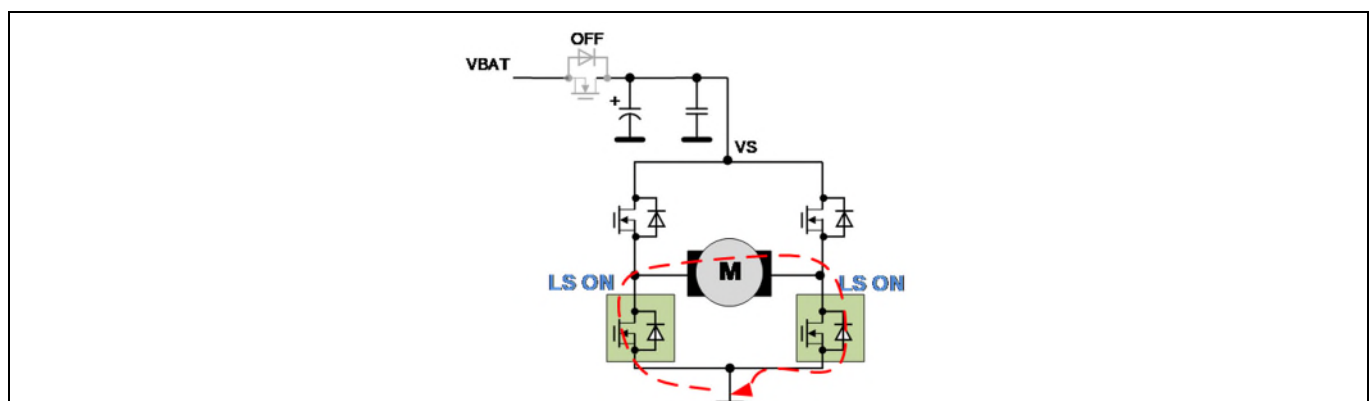 OFF
VBAT
+
VS
M
LS ON
LS ON